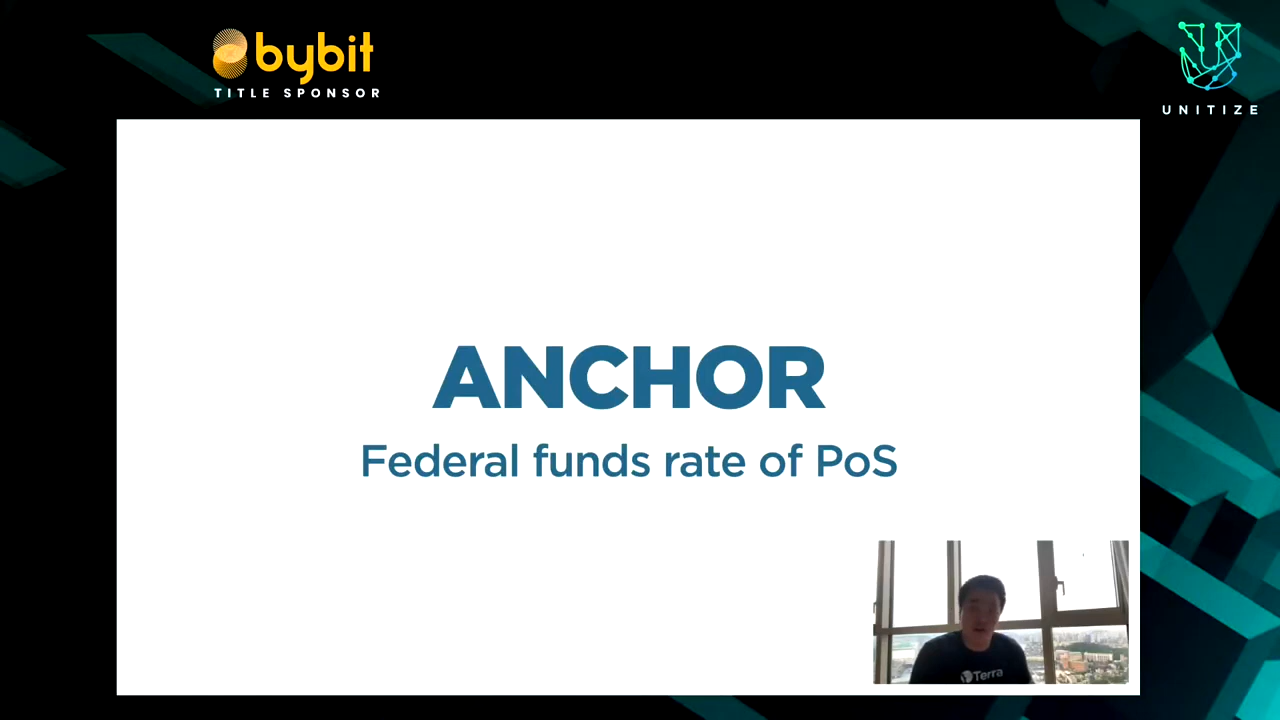 bybit
TITLE SPONSOR
UNITIZE
ANCHOR
Federal funds rate of PoS
Terra